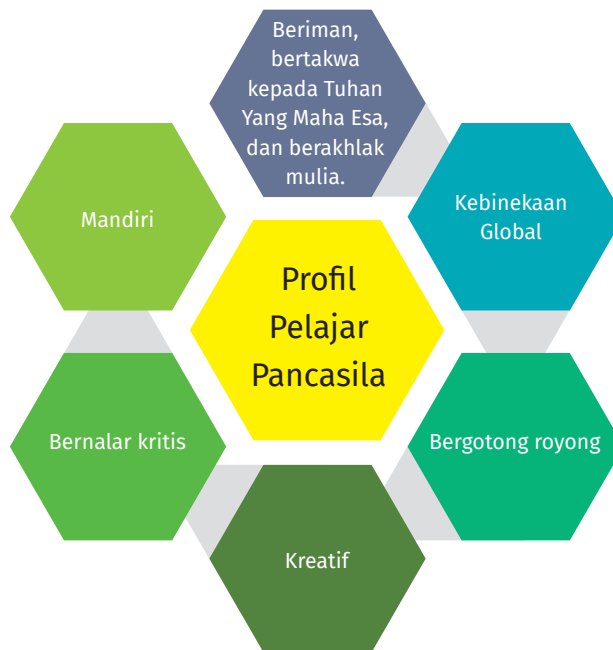 Beriman,
bertakwa
kepada Tuhan
Yang Maha Esa,
dan berakhlak
mulia.
Kebinekaan
Global
Mandiri
Profil
Pelajar
Pancasila
Bernalar kritis
Bergotong royong
Kreatif